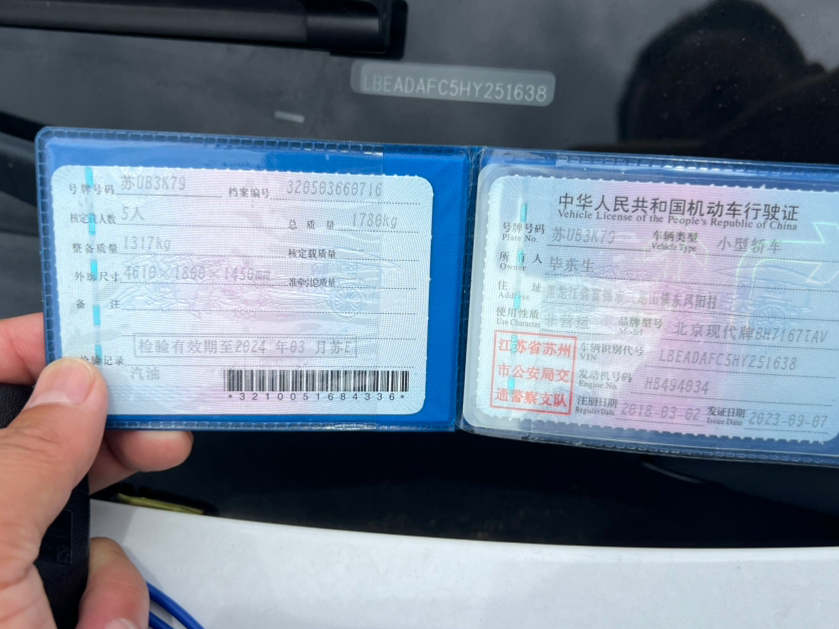 LBEADAFC5HY251638
号牌号码 苏UB3K79 档案编号 320503660716
核定载人数 5人 总质量 1780kg
整备质量 1317kg 核定载质量
外廓尺寸 4610×1800×1450mm 准牵引总质量
备注
检验有效期至2024年03月苏E
检验记录
汽油
*3210051684336*
中华人民共和国机动车行驶证
Vehicle License of the People's Republic of China
号牌号码 苏UB3K79 车辆类型 小型轿车
Plate No. Vehicle Type
所有人 毕东生
Owner
住址
Address
使用性质 非营运 品牌型号 北京现代牌BH7167TAV
Use Character
江苏省苏州
市公安局交
通警察支队
车辆识别代号 LBEADAFC5HY251638
VIN
发动机号码 HB494034
Engine No.
注册日期 2018-03-02 发证日期 2023-09-07
Register Date Issue Date